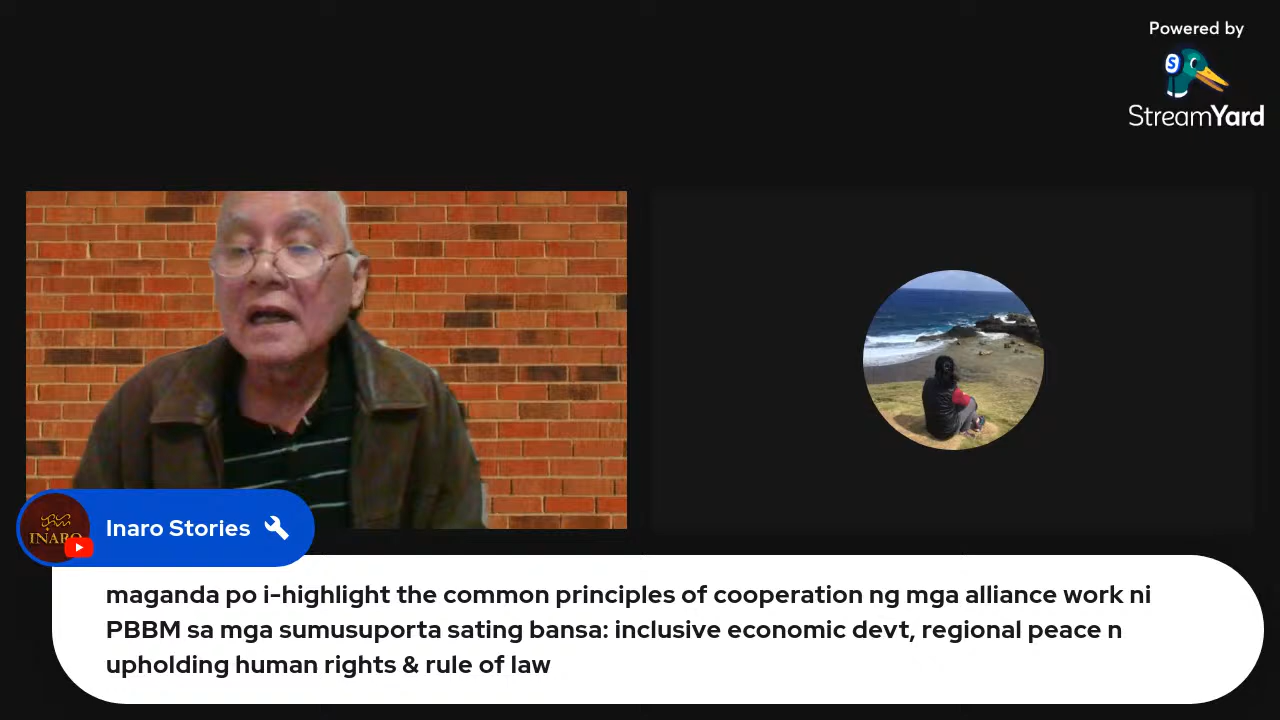 Powered by
S
StreamYard
INARO
Inaro Stories
maganda po i-highlight the common principles of cooperation ng mga alliance work ni
PBBM sa mga sumusuporta sating bansa: inclusive economic devt, regional peace n
upholding human rights & rule of law